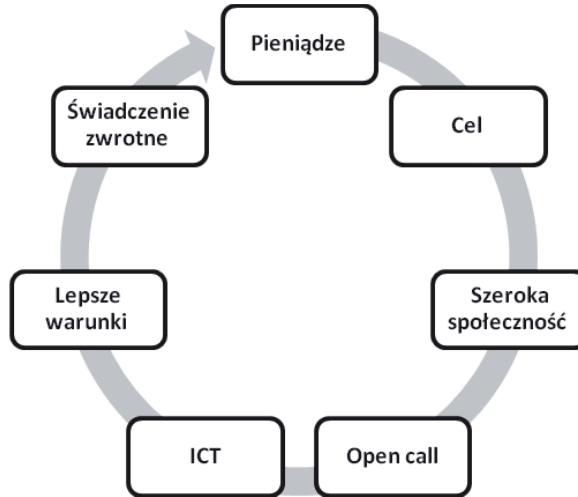 Pieniądze
Cel
Szeroka
społeczność
Open call
ICT
Lepsze
warunki
Świadczenie
zwrotne